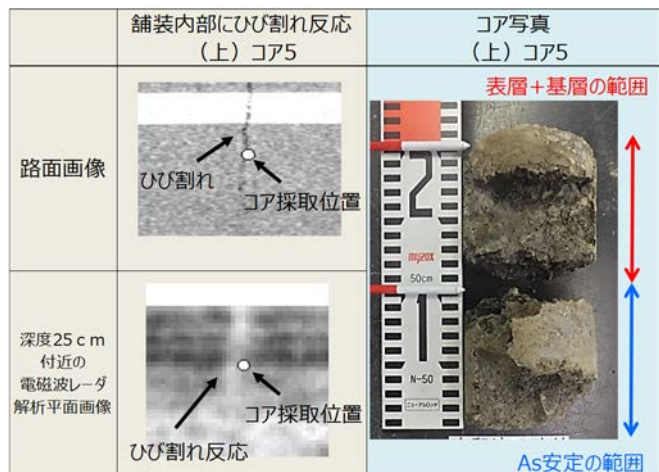 舗装内部にひび割れ反応
（上）コア5
コア写真
（上）コア5
路面画像
ひび割れ
コア採取位置
表層+基層の範囲
2
50cm
1
N-50
深度25ｃｍ
付近の
電磁波レーダ
解析平面画像
ひび割れ反応
コア採取位置
As安定の範囲